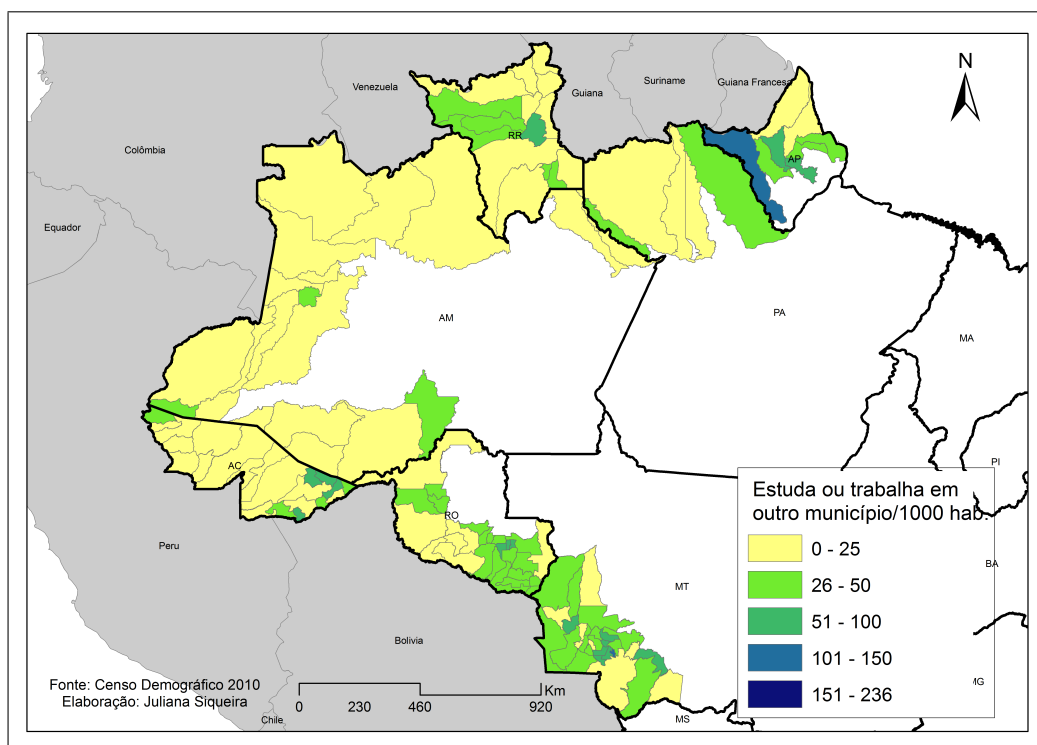 Venezuela
Guiana
Suriname
Guiana Francesa
N
Colômbia
RR
AP
Equador
AM
PA
MA
AC
RO
PI
Peru
MT
BA
Bolivia
MS
Chile
Estuda ou trabalha em
outro município/1000 hab.
0 - 25
26 - 50
51 - 100
101 - 150
151 - 236
Fonte: Censo Demográfico 2010
Elaboração: Juliana Siqueira
Km
0 230 460 920